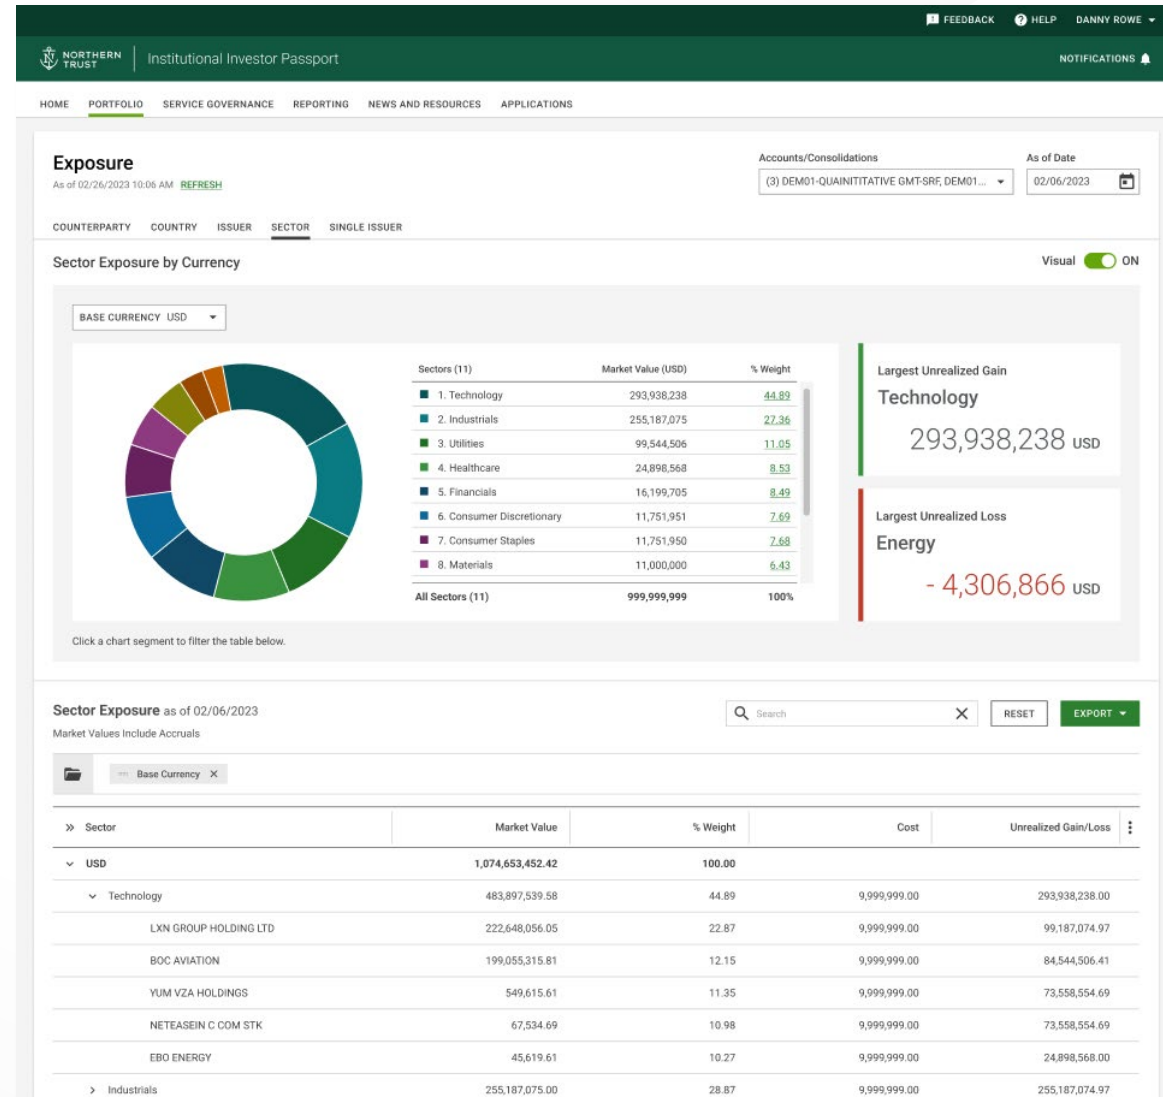 FEEDBACK HELP DANNY ROWE
NORTHERN TRUST Institutional Investor Passport NOTIFICATIONS
HOME PORTFOLIO SERVICE GOVERNANCE REPORTING NEWS AND RESOURCES APPLICATIONS
Exposure
As of 02/26/2023 10:06 AM REFRESH
Accounts/Consolidations As of Date
(3) DEM01-QUAINITITATIVE GMT-SRF, DEM01... 02/06/2023
COUNTERPARTY COUNTRY ISSUER SECTOR SINGLE ISSUER
Sector Exposure by Currency Visual ON
BASE CURRENCY USD
Sectors (11) Market Value (USD) % Weight
1. Technology 293,938,238 44.89
2. Industrials 255,187,075 27.36
3. Utilities 99,544,506 11.05
4. Healthcare 24,898,568 8.53
5. Financials 16,199,705 8.49
6. Consumer Discretionary 11,751,951 7.69
7. Consumer Staples 11,751,950 7.68
8. Materials 11,000,000 6.43
All Sectors (11) 999,999,999 100%
Largest Unrealized Gain
Technology
293,938,238 USD
Largest Unrealized Loss
Energy
- 4,306,866 USD
Click a chart segment to filter the table below.
Sector Exposure as of 02/06/2023
Market Values Include Accruals
Search RESET EXPORT
Base Currency
Sector Market Value % Weight Cost Unrealized Gain/Loss
USD 1,074,653,452.42 100.00
Technology 483,897,539.58 44.89 9,999,999.00 293,938,238.00
LXN GROUP HOLDING LTD 222,648,056.05 22.87 9,999,999.00 99,187,074.97
BOC AVIATION 199,055,315.81 12.15 9,999,999.00 84,544,506.41
YUM VZA HOLDINGS 549,615.61 11.35 9,999,999.00 73,558,554.69
NETEASEIN C COM STK 67,534.69 10.98 9,999,999.00 73,558,554.69
EBO ENERGY 45,619.61 10.27 9,999,999.00 24,898,568.00
Industrials 255,187,075.00 28.87 9,999,999.00 255,187,074.97